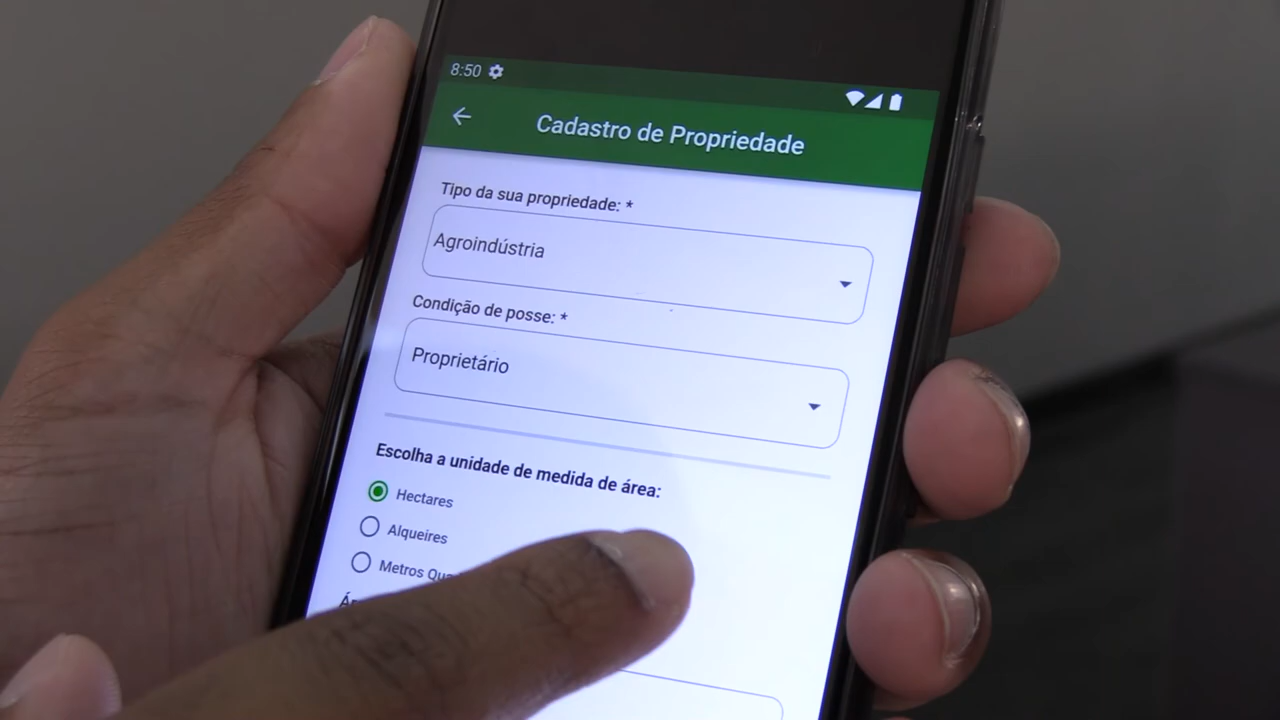 8:50
Cadastro de Propriedade
Tipo da sua propriedade: *
Agroindústria
Condição de posse: *
Proprietário
Escolha a unidade de medida de área:
Hectares
Alqueires
Metros